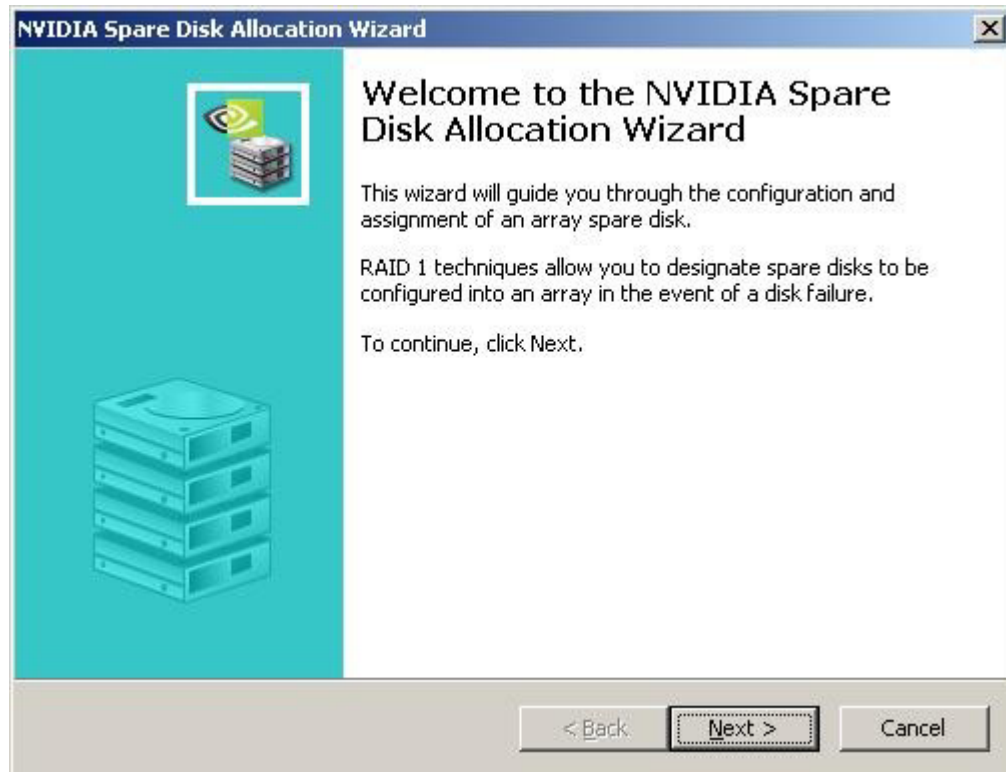 NVIDIA Spare Disk Allocation Wizard
Welcome to the NVIDIA Spare
Disk Allocation Wizard
This wizard will guide you through the configuration and
assignment of an array spare disk.
RAID 1 techniques allow you to designate spare disks to be
configured into an array in the event of a disk failure.
To continue, click Next.
< Back
Next >
Cancel